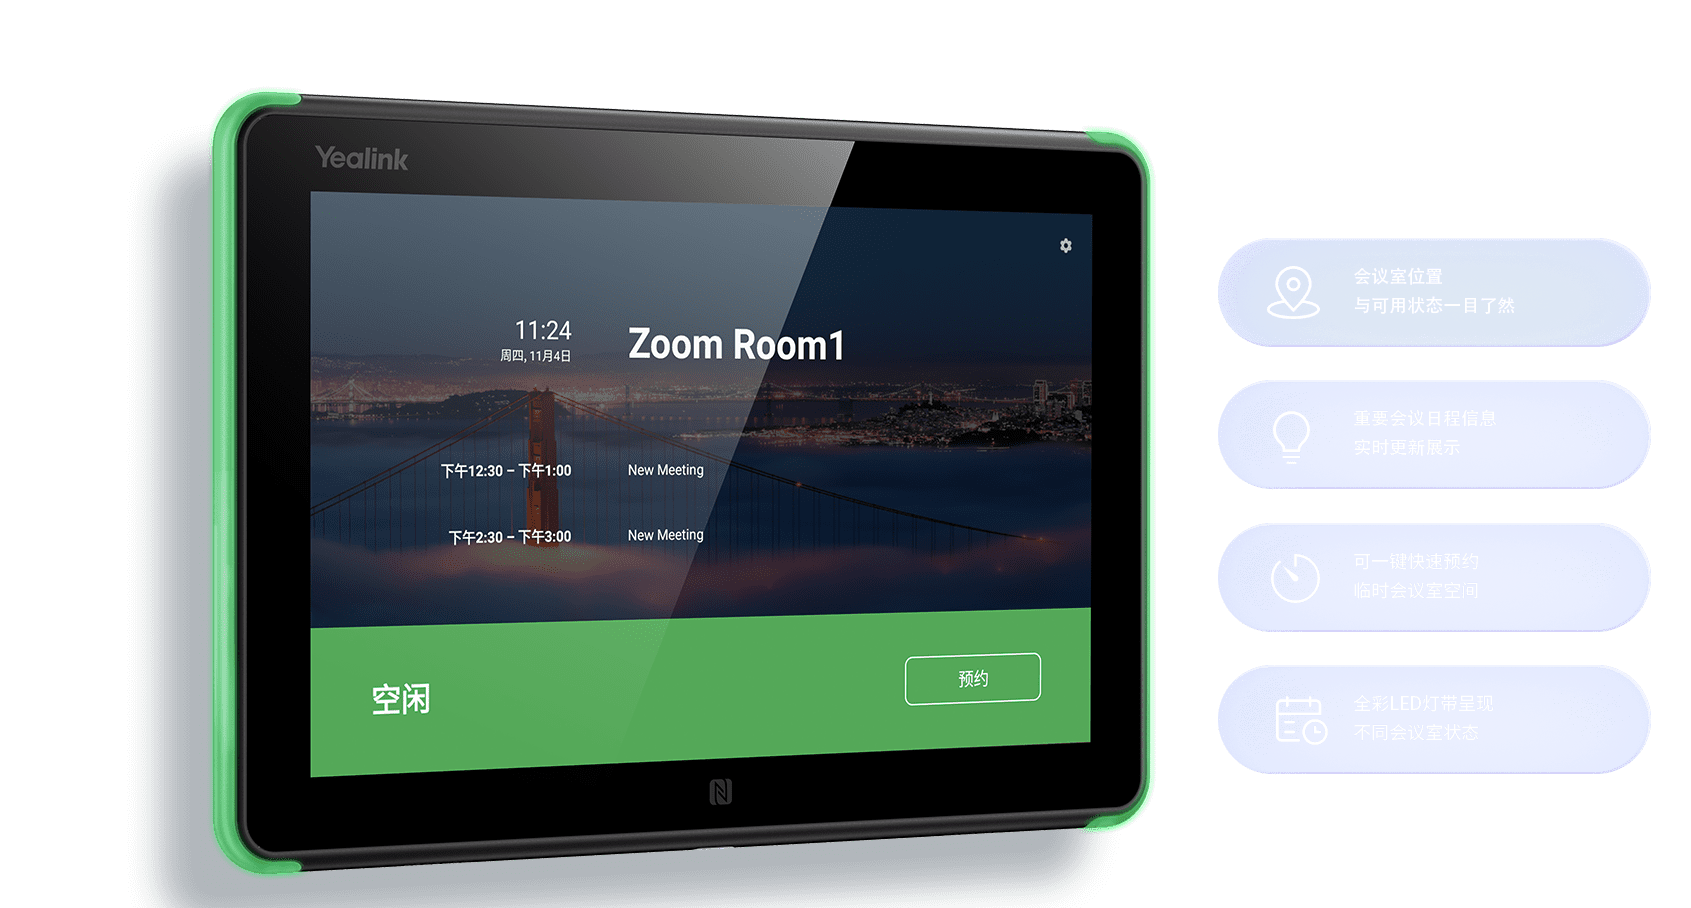 Yealink
11:24
周四, 11月4日
Zoom Room1
下午12:30 – 下午1:00
New Meeting
下午2:30 – 下午3:00
New Meeting
空闲
预约
会议室位置
与可用状态一目了然
重要会议日程信息
实时更新展示
可一键快速预约
临时会议室空间
全彩LED灯带呈现
不同会议室状态